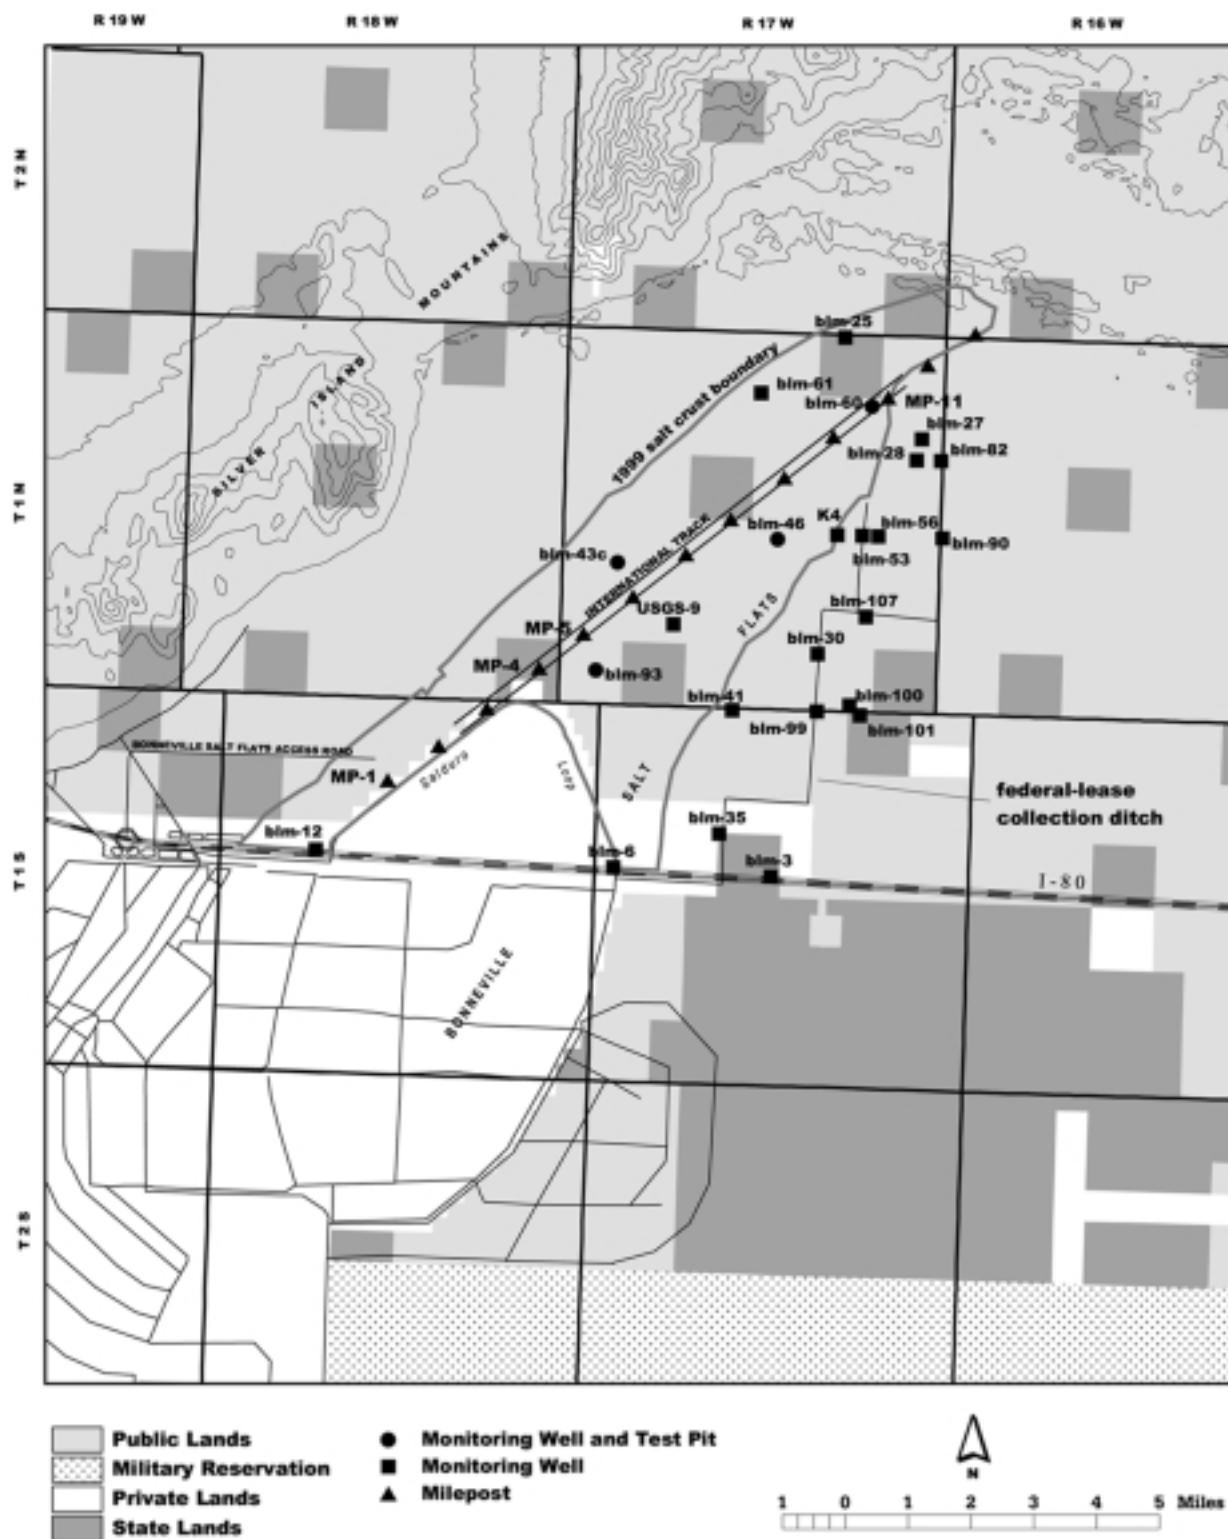 R 19 W R 18 W R 17 W R 16 W
T 2 N
MOUNTAINS
blm-25
ISLAND
1999 salt crust boundary
blm-61
blm-60 MP-11
blm-27
SILVER
blm-28 blm-82
T 1 N
INTERNATIONAL TRACK
blm-46 K4 blm-56
blm-43c blm-53 blm-90
USGS-9 FLATS blm-107
MP-5 blm-30
MP-4 blm-93
blm-41 blm-100
blm-99 blm-101
BONNEVILLE SALT FLATS ACCESS ROAD
MP-1 Salduro Loop SALT
federal-lease
collection ditch
blm-12 blm-35
blm-6 blm-3
T 1 S
I-80
BONNEVILLE
T 2 S
Public Lands
Military Reservation
Private Lands
State Lands
Monitoring Well and Test Pit
Monitoring Well
Milepost
N
1 0 1 2 3 4 5 Miles